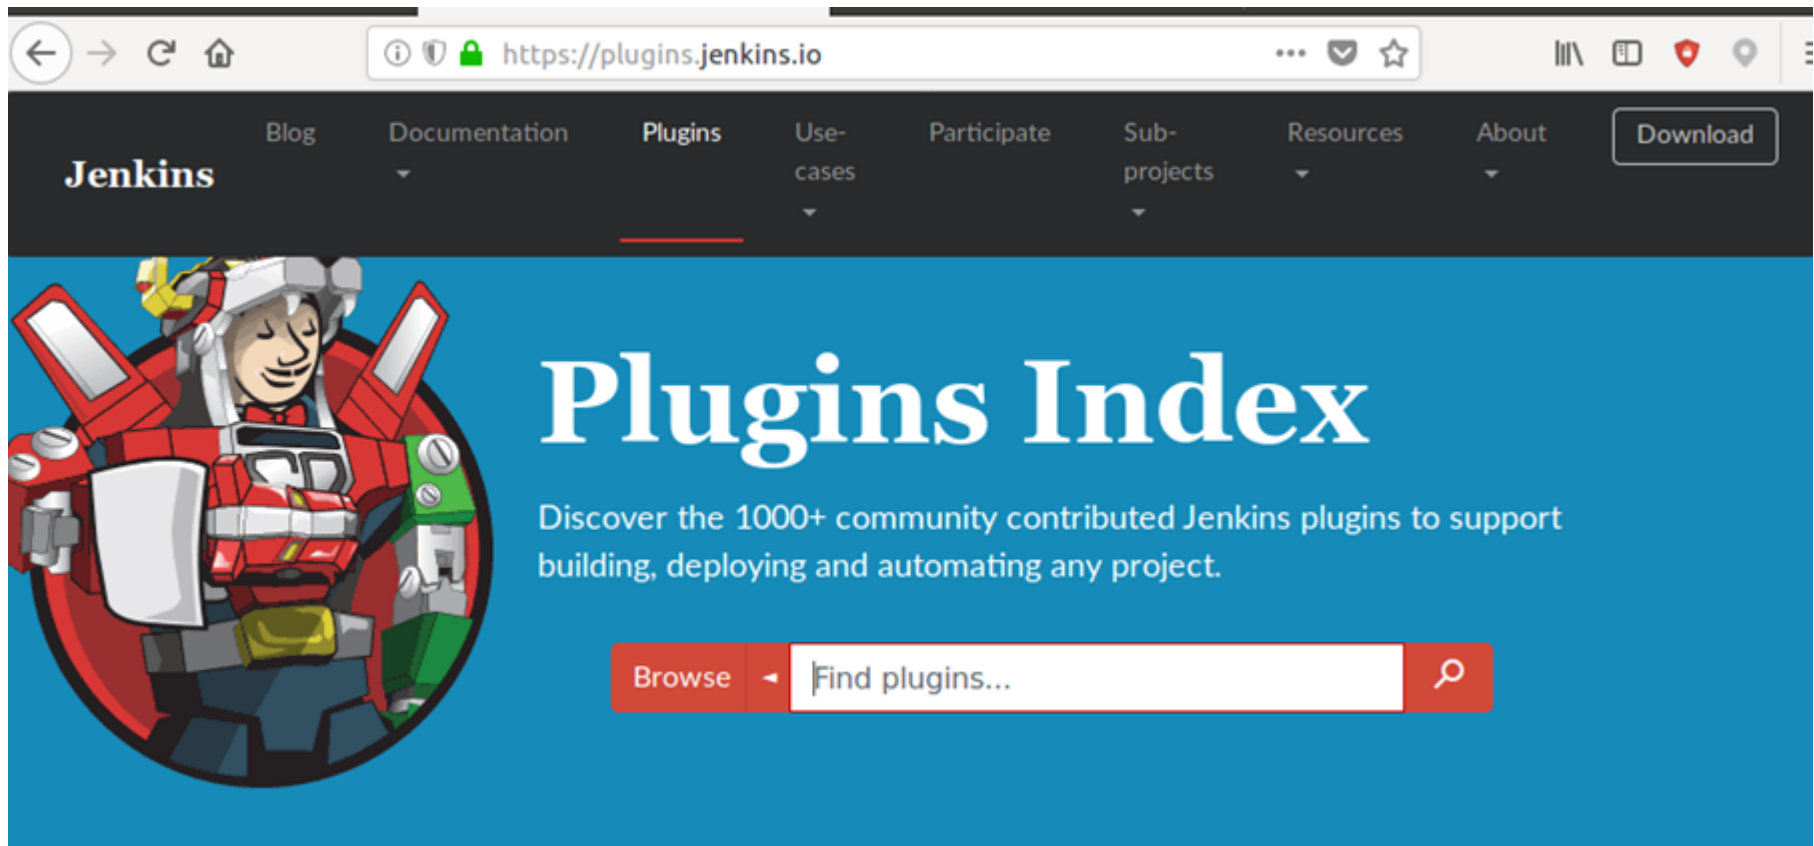 https://plugins.jenkins.io
Jenkins
Blog
Documentation
Plugins
Use-
cases
Participate
Sub-
projects
Resources
About
Download
Plugins Index
Discover the 1000+ community contributed Jenkins plugins to support
building, deploying and automating any project.
Browse
Find plugins...